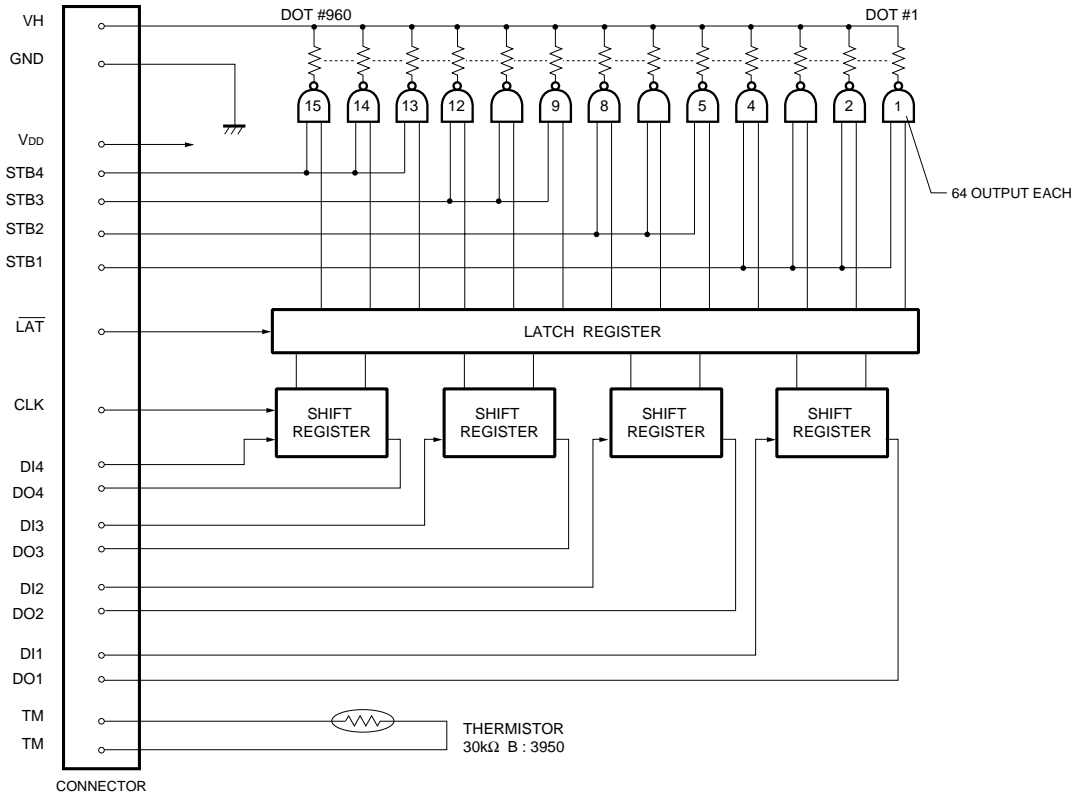 VH
DOT #960
DOT #1
GND
15
14
13
12
9
8
5
4
2
1
VDD
STB4
STB3
64 OUTPUT EACH
STB2
STB1
LAT
LATCH REGISTER
CLK
SHIFT
REGISTER
SHIFT
REGISTER
SHIFT
REGISTER
SHIFT
REGISTER
DI4
DO4
DI3
DO3
DI2
DO2
DI1
DO1
TM
TM
THERMISTOR
30kΩ B : 3950
CONNECTOR